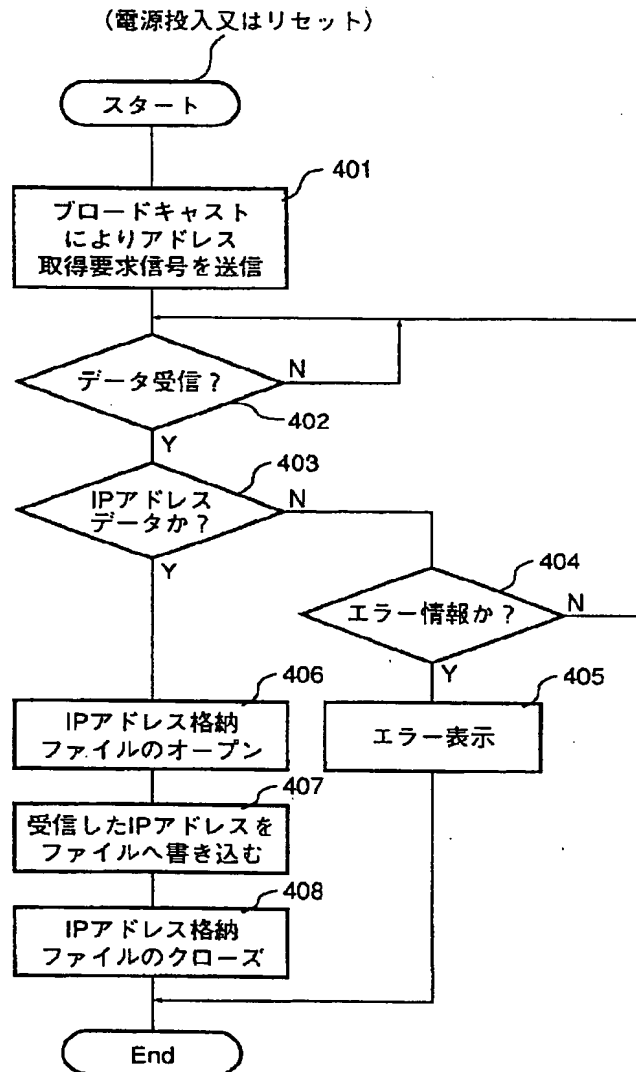 (電源投入又はリセット)
スタート
401
ブロードキャスト
によりアドレス
取得要求信号を送信
データ受信?
N
402
Y
403
IPアドレス
データか?
N
Y
404
エラー情報か?
N
Y
406
IPアドレス格納
ファイルのオープン
405
エラー表示
407
受信したIPアドレスを
ファイルへ書き込む
408
IPアドレス格納
ファイルのクローズ
End